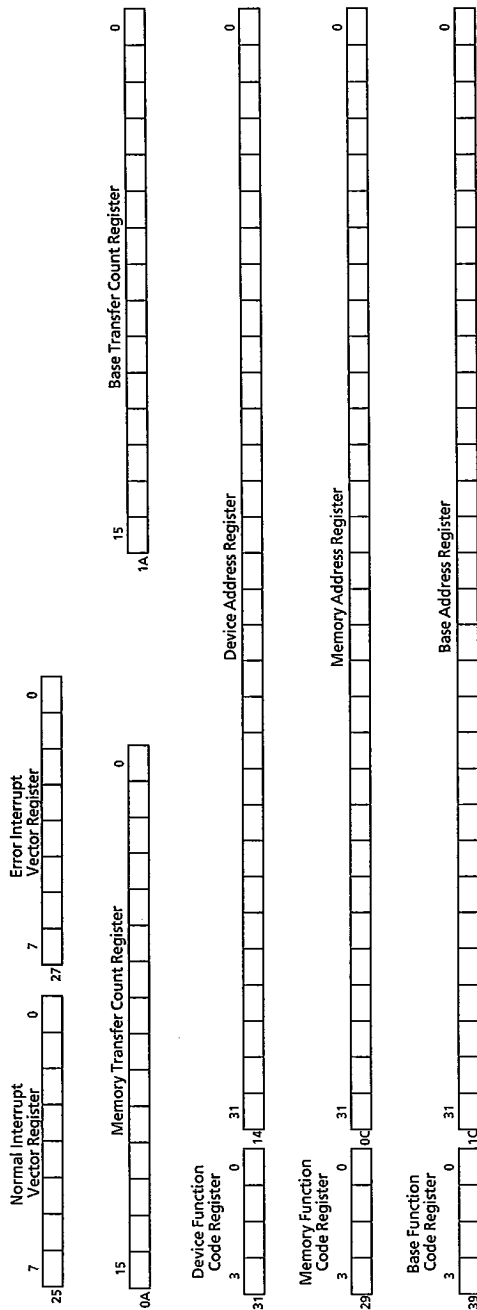 Normal Interrupt
Vector Register
7 0
25
Error Interrupt
Vector Register
7 0
27
Memory Transfer Count Register
15 0
0A
Base Transfer Count Register
15 0
1A
Device Function
Code Register
3 0
31
Device Address Register
31 0
14
Memory Function
Code Register
3 0
29
Memory Address Register
31 0
0C
Base Function
Code Register
3 0
39
Base Address Register
31 0
1C